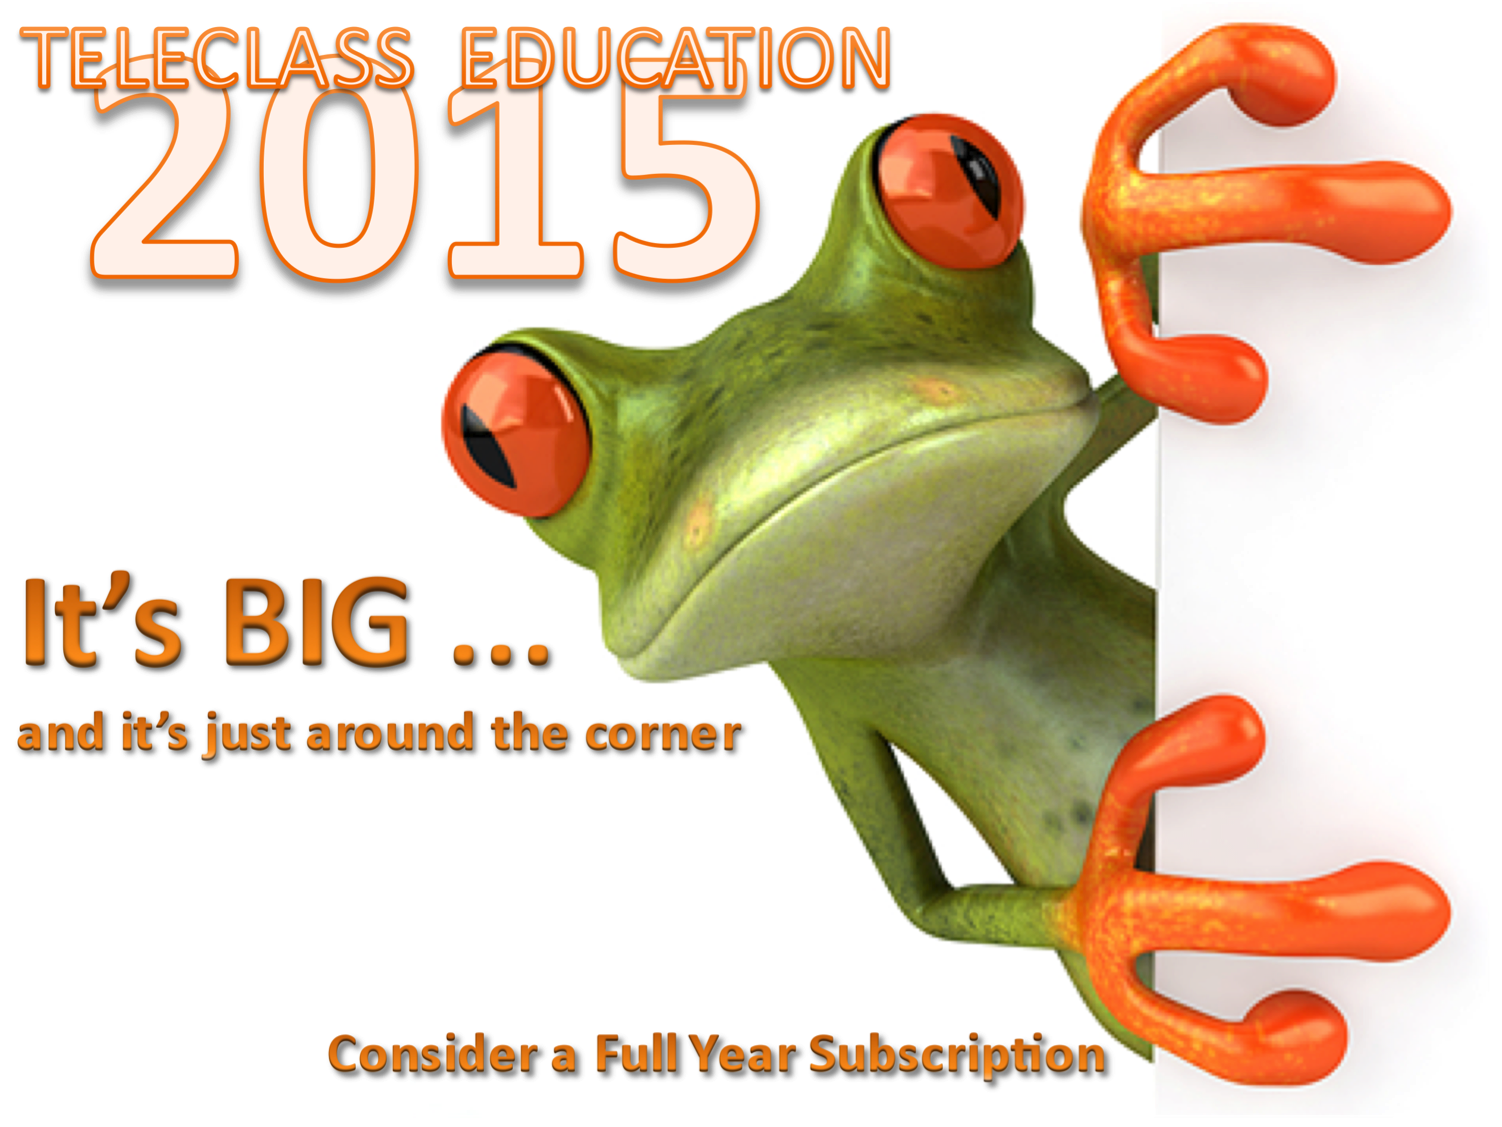 TELECLASS EDUCATION
2015
It's BIG ...
and it's just around the corner
Consider a Full Year Subscription